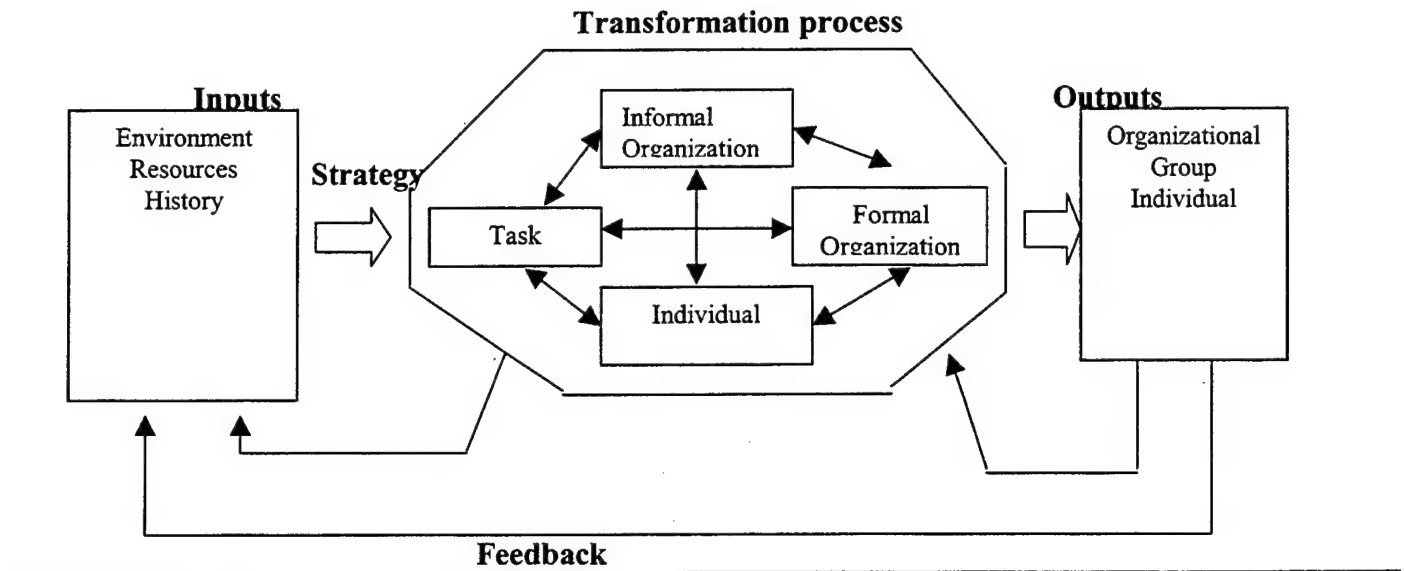 Transformation process
Inputs
Environment
Resources
History
Strategy
Informal
Organization
Task
Formal
Organization
Individual
Outputs
Organizational
Group
Individual
Feedback